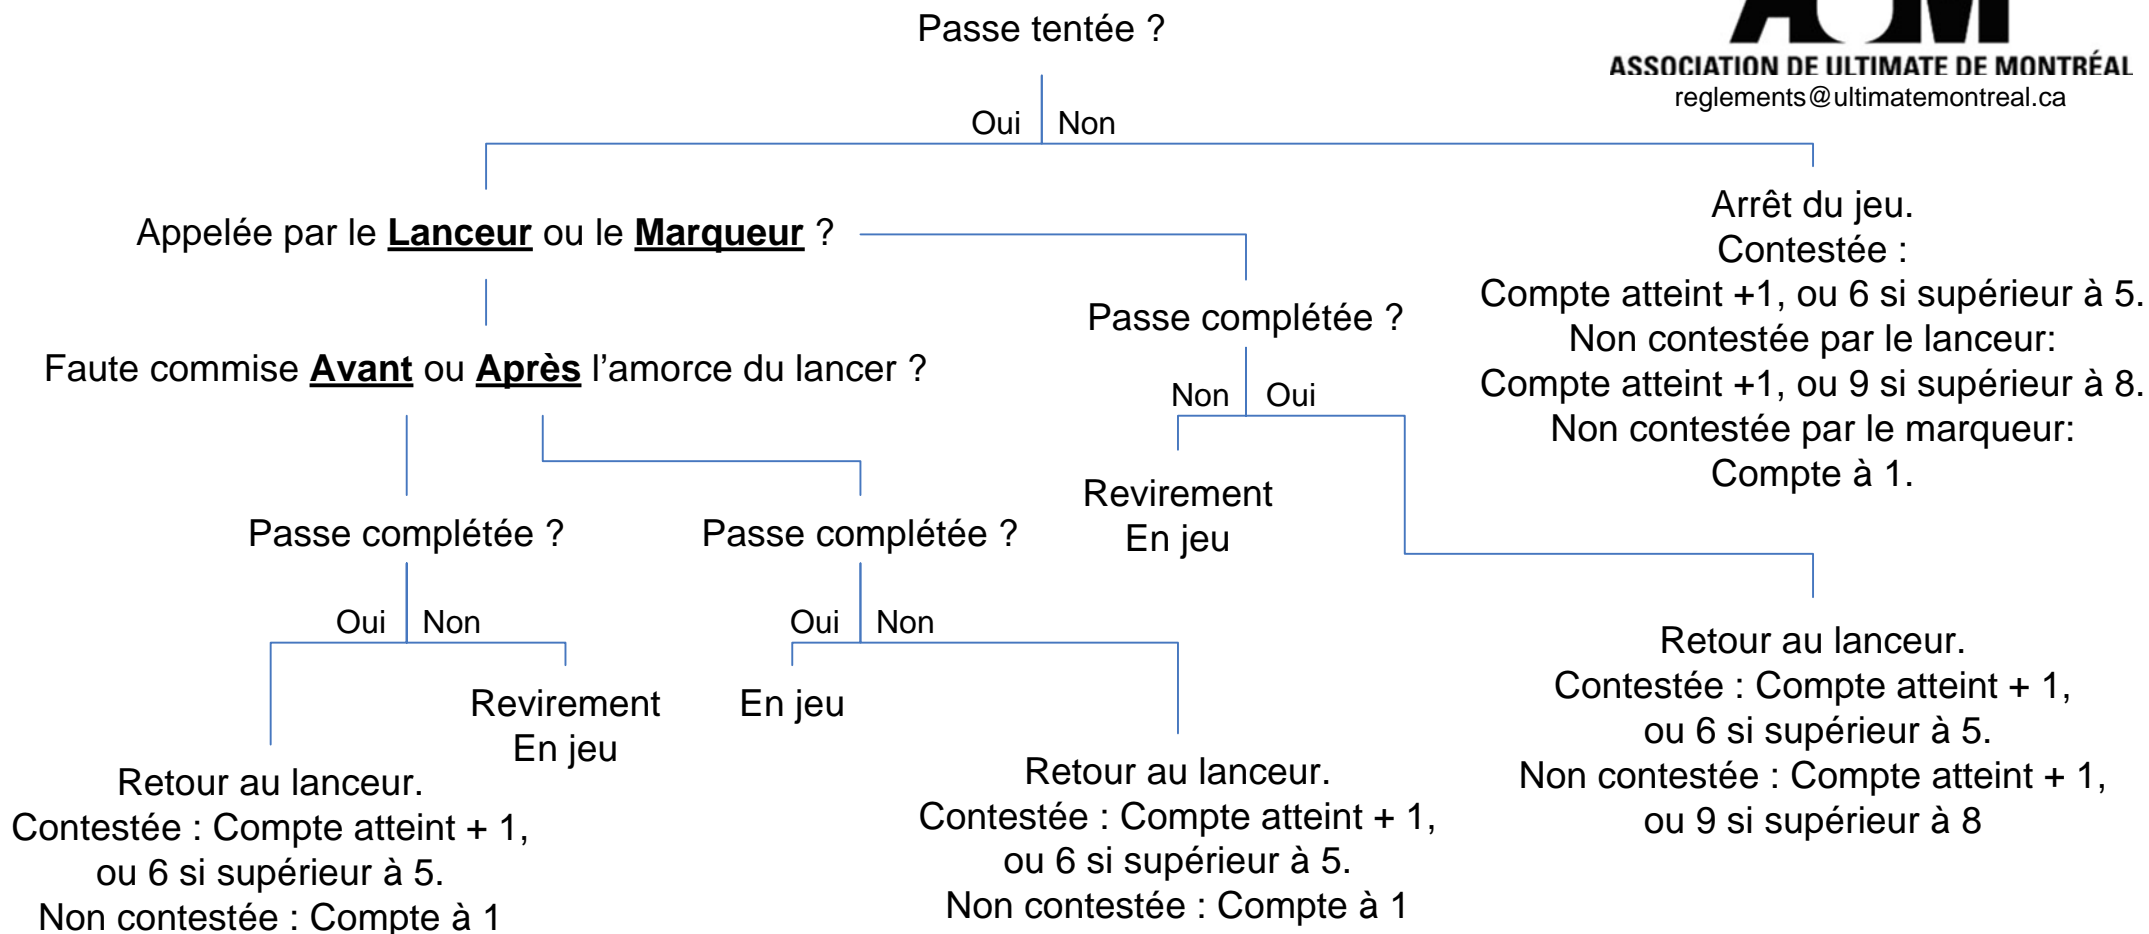 Passe tentée ?
ASSOCIATION DE ULTIMATE DE MONTRÉAL
reglements@ultimatemontreal.ca
Oui Non
Appelée par le Lanceur ou le Marqueur ?
Arrêt du jeu.
Contestée :
Compte atteint +1, ou 6 si supérieur à 5.
Non contestée par le lanceur:
Compte atteint +1, ou 9 si supérieur à 8.
Non contestée par le marqueur:
Compte à 1.
Faute commise Avant ou Après l'amorce du lancer ?
Passe complétée ?
Non Oui
Revirement
En jeu
Retour au lanceur.
Contestée : Compte atteint + 1,
ou 6 si supérieur à 5.
Non contestée : Compte atteint + 1,
ou 9 si supérieur à 8
Passe complétée ?
Oui Non
Retour au lanceur.
Contestée : Compte atteint + 1,
ou 6 si supérieur à 5.
Non contestée : Compte à 1
Revirement
En jeu
Passe complétée ?
Oui Non
En jeu
Retour au lanceur.
Contestée : Compte atteint + 1,
ou 6 si supérieur à 5.
Non contestée : Compte à 1